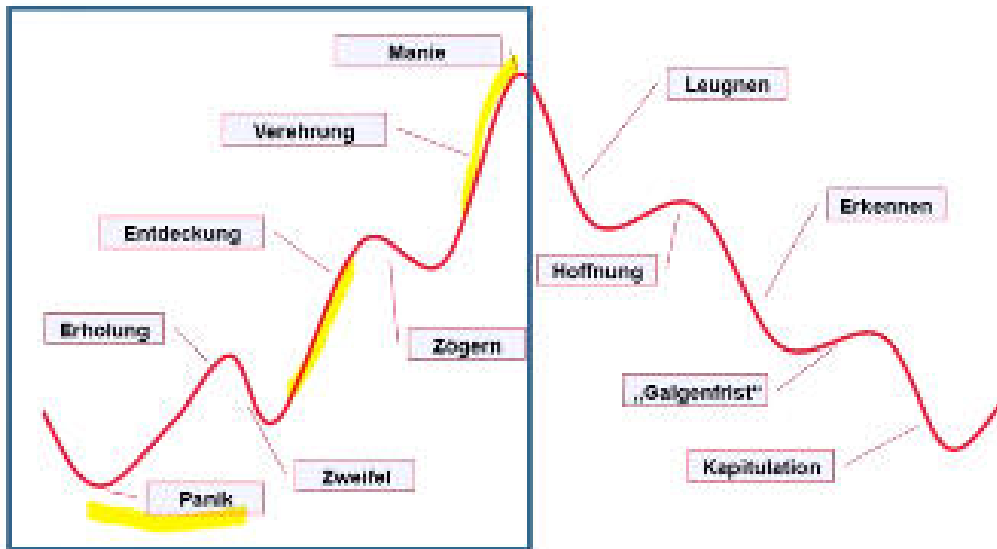 Manie
Leugnen
Verehrung
Erkennen
Entdeckung
Hoffnung
Erholung
Zögern
„Galgenfrist“
Zweifel
Kapitulation
Panik